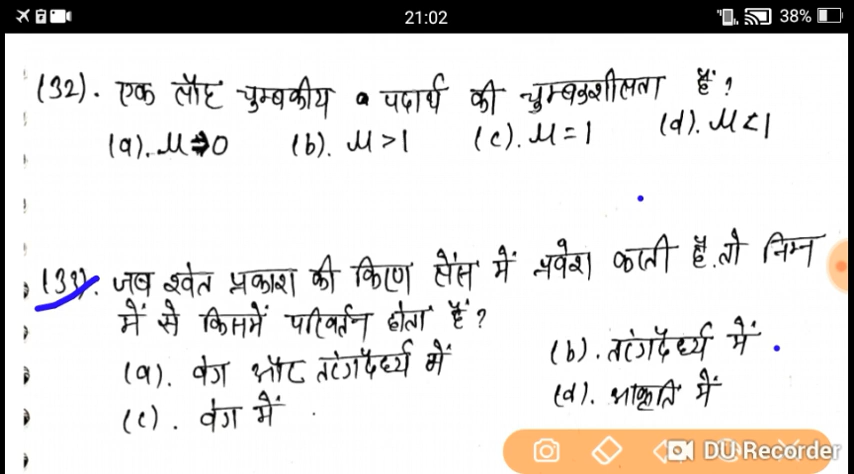 21:02
38%
(32). एक लौह चुम्बकीय पदार्थ की चुम्बकशीलता हैं?
(a). μ 0 (b). μ > 1 (c). μ = 1 (d). μ < 1
जब श्वेत प्रकाश की किरण लैंस में प्रवेश करती हैं. तो निम्न
में से किसमें परिवर्तन होता हैं?
(a). वेग और तरंगदैर्ध्य में (b). तरंगदैर्ध्य में
(c). वेग में (d). आकृति में
DU Recorder